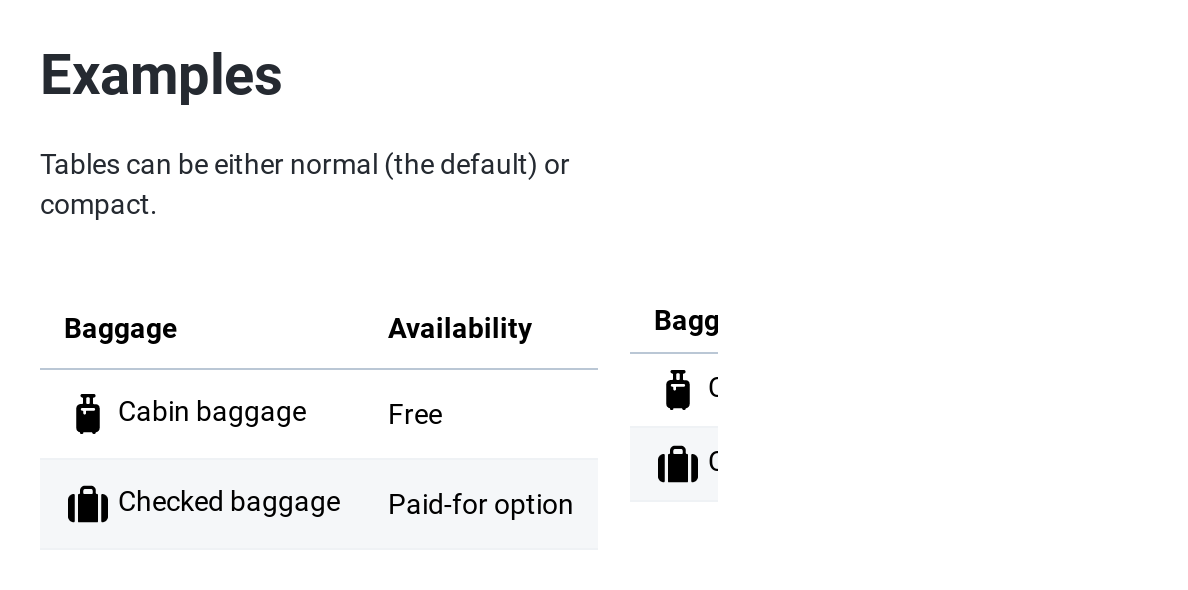 Examples
Tables can be either normal (the default) or
compact.
Baggage Availability
Cabin baggage Free
Checked baggage Paid-for option
Bagg